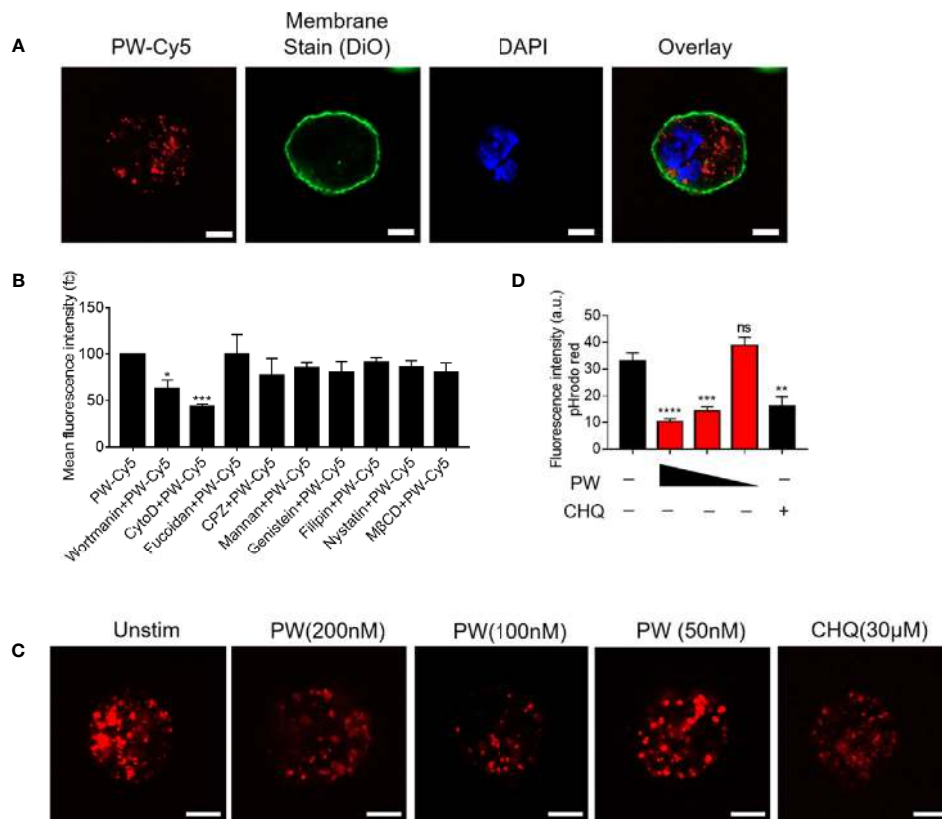 A
PW-Cy5
Membrane
Stain (DiO)
DAPI
Overlay
B
Mean fluorescence intensity (fc)
150
100
50
0
*
***
PW-Cy5
Wortmanin+PW-Cy5
CytoD+PW-Cy5
Fucoidan+PW-Cy5
CPZ+PW-Cy5
Mannan+PW-Cy5
Genistein+PW-Cy5
Filipin+PW-Cy5
Nystatin+PW-Cy5
MβCD+PW-Cy5
D
Fluorescence intensity (a.u.)
pHrodo red
50
40
30
20
10
0
****
***
ns
**
PW – –
CHQ – – – – +
C
Unstim
PW(200nM)
PW(100nM)
PW (50nM)
CHQ(30μM)